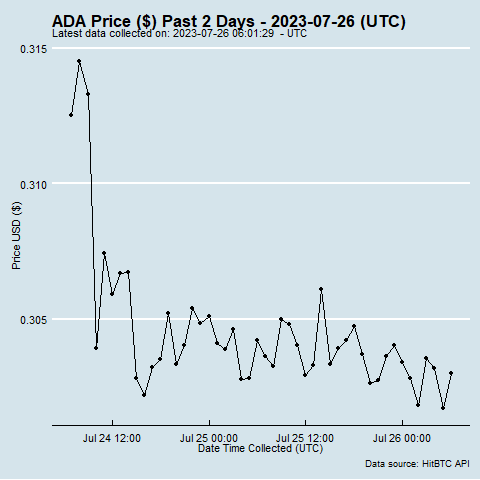 ADA Price ($) Past 2 Days - 2023-07-26 (UTC)
Latest data collected on: 2023-07-26 06:01:29  - UTC
0.315
0.310
0.305
Price USD ($)
Jul 24 12:00
Jul 25 00:00
Jul 25 12:00
Jul 26 00:00
Date Time Collected (UTC)
Data source: HitBTC API